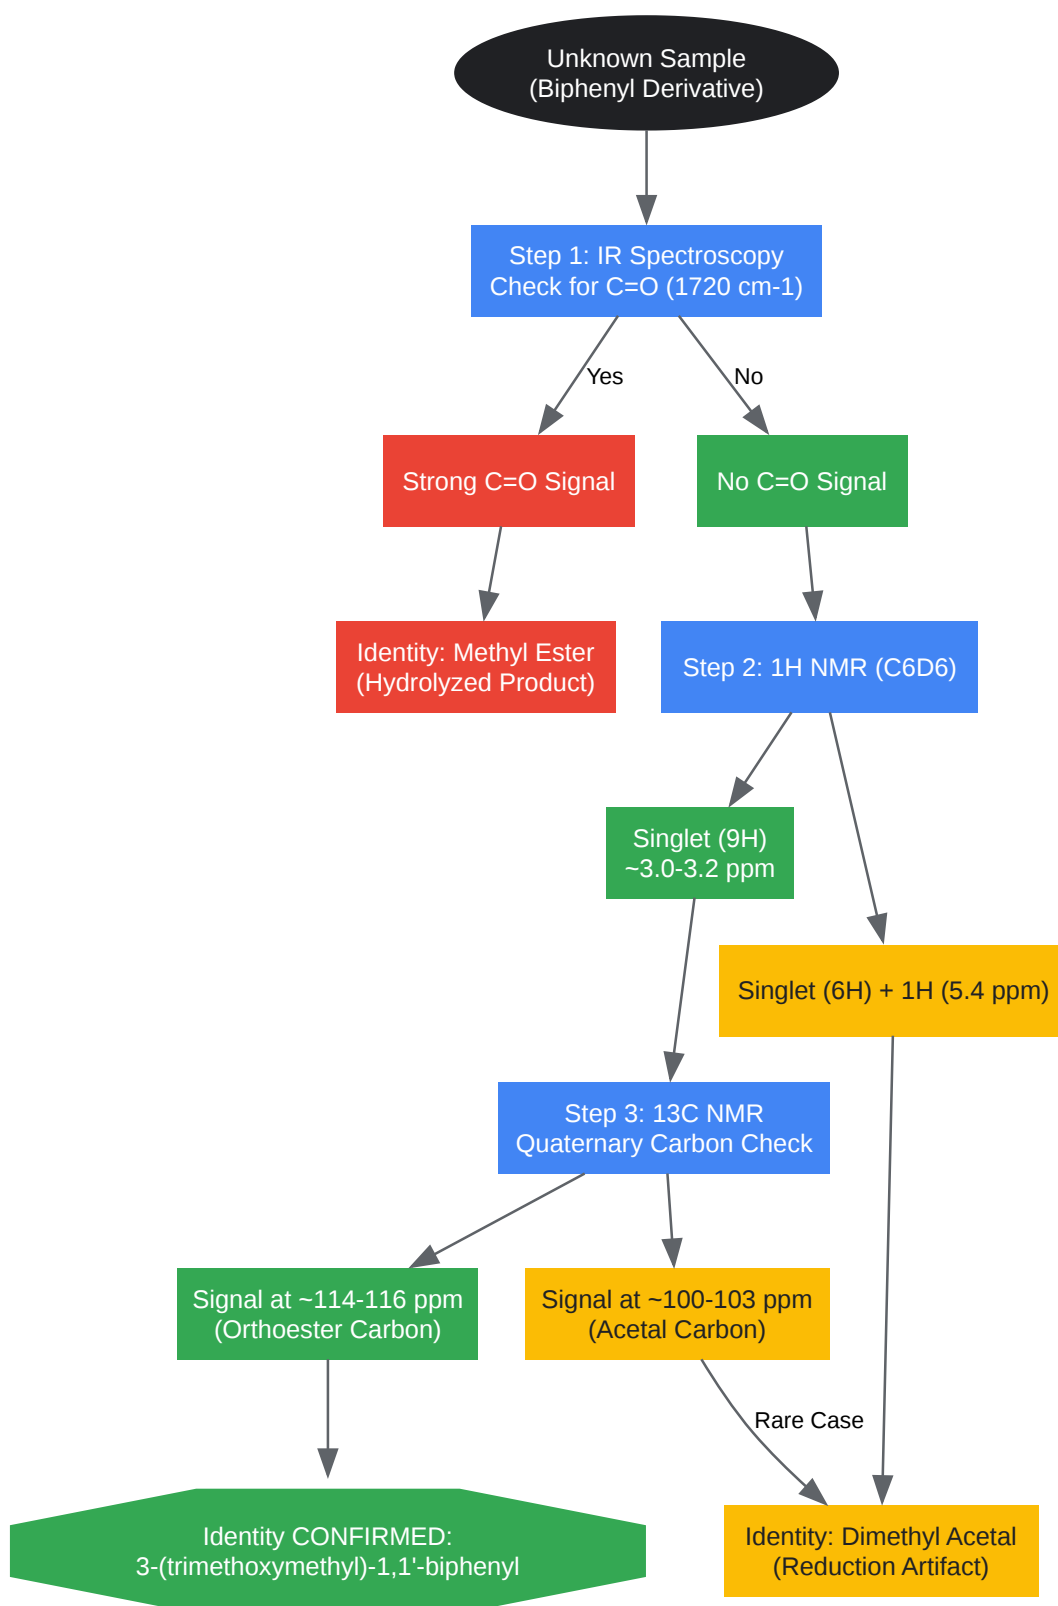 Unknown Sample
(Biphenyl Derivative)
Step 1: IR Spectroscopy
Check for C=O (1720 cm-1)
Yes
No
Strong C=O Signal
No C=O Signal
Identity: Methyl Ester
(Hydrolyzed Product)
Step 2: 1H NMR (C6D6)
Singlet (9H)
~3.0-3.2 ppm
Singlet (6H) + 1H (5.4 ppm)
Step 3: 13C NMR
Quaternary Carbon Check
Signal at ~114-116 ppm
(Orthoester Carbon)
Signal at ~100-103 ppm
(Acetal Carbon)
Rare Case
Identity CONFIRMED:
3-(trimethoxymethyl)-1,1'-biphenyl
Identity: Dimethyl Acetal
(Reduction Artifact)